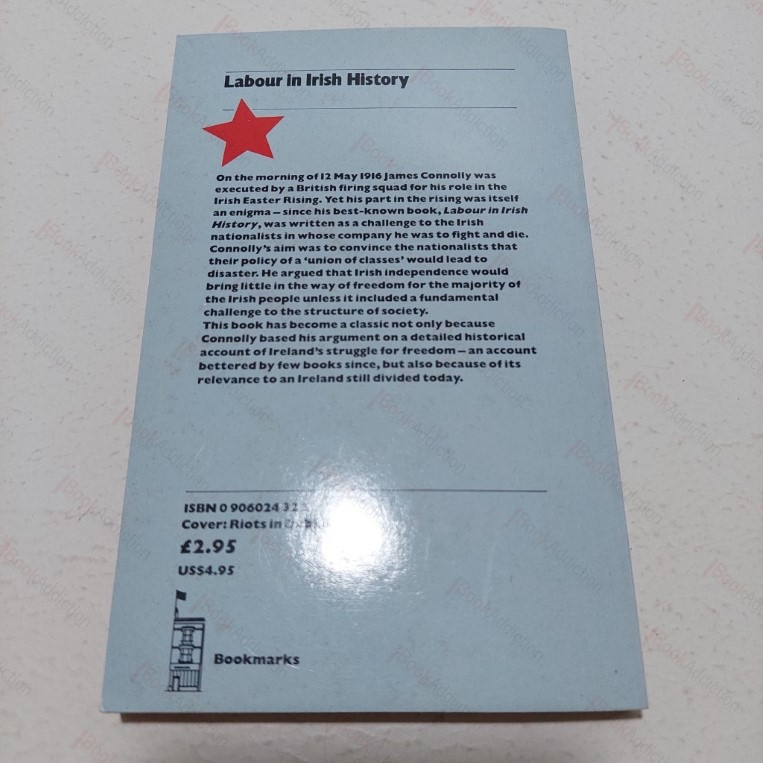 Labour in Irish History
On the morning of 12 May 1916 James Connolly was
executed by a British firing squad for his role in the
Irish Easter Rising. Yet his part in the rising was itself
an enigma – since his best-known book, Labour in Irish
History, was written as a challenge to the Irish
nationalists in whose company he was to fight and die.
Connolly's aim was to convince the nationalists that
their policy of a 'union of classes' would lead to
disaster. He argued that Irish independence would
bring little in the way of freedom for the majority of
the Irish people unless it included a fundamental
challenge to the structure of society.
This book has become a classic not only because
Connolly based his argument on a detailed historical
account of Ireland's struggle for freedom – an account
bettered by few books since, but also because of its
relevance to an Ireland still divided today.
ISBN 0 906024 32
Cover: Riots in
£2.95
US$4.95
Bookmarks
BookAddiction